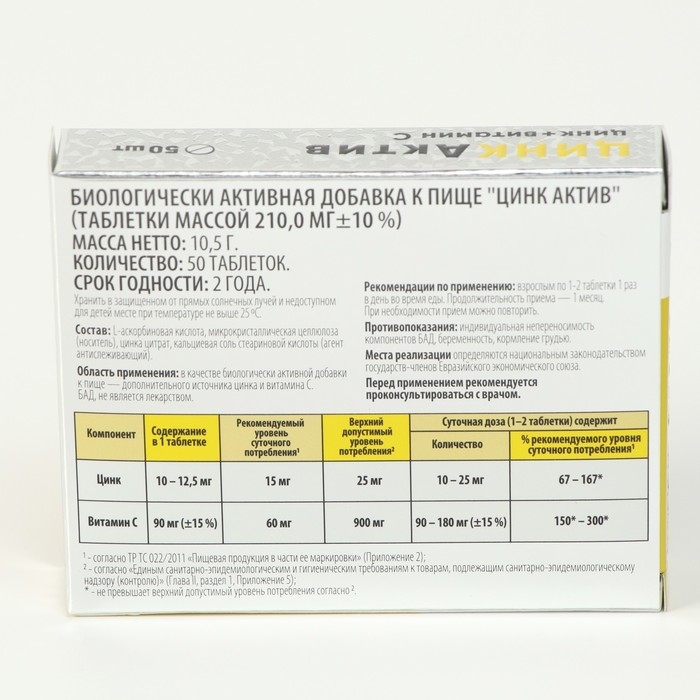 ЦИНКАКТИВ
ЦИНК+ВИТАМИН С
50 шт
БИОЛОГИЧЕСКИ АКТИВНАЯ ДОБАВКА К ПИЩЕ "ЦИНК АКТИВ"
(ТАБЛЕТКИ МАССОЙ 210,0 МГ±10 %)
МАССА НЕТТО: 10,5 Г.
КОЛИЧЕСТВО: 50 ТАБЛЕТОК.
СРОК ГОДНОСТИ: 2 ГОДА.
Хранить в защищенном от прямых солнечных лучей и недоступном
для детей месте при температуре не выше 25 ºС.
Состав: L-аскорбиновая кислота, микрокристаллическая целлюлоза
(носитель), цинка цитрат, кальциевая соль стеариновой кислоты (агент
антислеживающий).
Область применения: в качестве биологически активной добавки
к пище — дополнительного источника цинка и витамина С.
БАД, не является лекарством.
Рекомендации по применению: взрослым по 1-2 таблетки 1 раз
в день во время еды. Продолжительность приема — 1 месяц.
При необходимости прием можно повторить.
Противопоказания: индивидуальная непереносимость
компонентов БАД, беременность, кормление грудью.
Места реализации определяются национальным законодательством
государств-членов Евразийского экономического союза.
Перед применением рекомендуется
проконсультироваться с врачом.
Компонент Содержание в 1 таблетке Рекомендуемый уровень суточного потребления¹ Верхний допустимый уровень потребления² Суточная доза (1–2 таблетки) содержит
Количество % рекомендуемого уровня суточного потребления¹
Цинк 10 – 12,5 мг 15 мг 25 мг 10 – 25 мг 67 – 167*
Витамин С 90 мг (±15 %) 60 мг 900 мг 90 – 180 мг (±15 %) 150* – 300*
¹ - согласно ТР ТС 022/2011 «Пищевая продукция в части ее маркировки» (Приложение 2);
² - согласно «Единым санитарно-эпидемиологическим и гигиеническим требованиям к товарам, подлежащим санитарно-эпидемиологическому
надзору (контролю)» (Глава II, раздел 1, Приложение 5);
* - не превышает верхний допустимый уровень потребления согласно ².